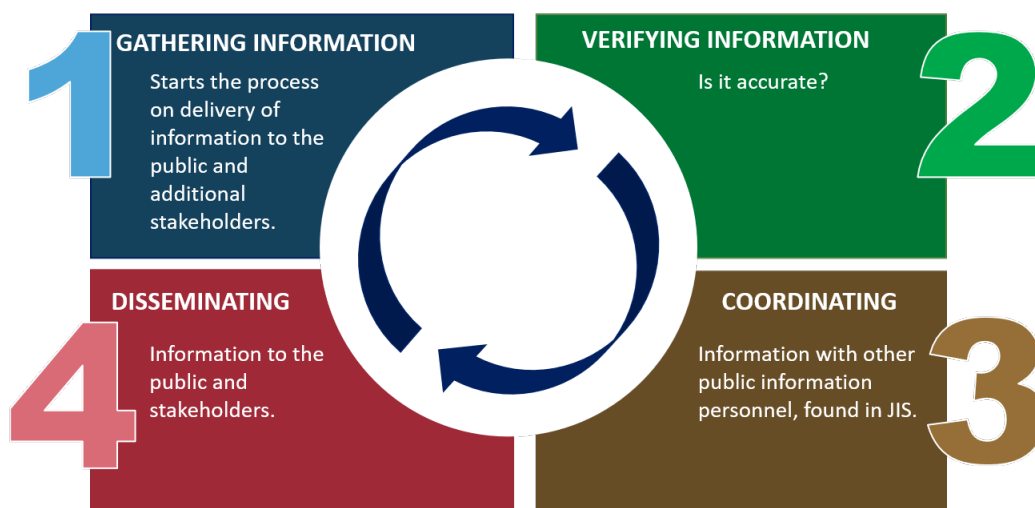 1
GATHERING INFORMATION
Starts the process
on delivery of
information to the
public and
additional
stakeholders.
2
VERIFYING INFORMATION
Is it accurate?
3
COORDINATING
Information with other
public information
personnel, found in JIS.
4
DISSEMINATING
Information to the
public and
stakeholders.